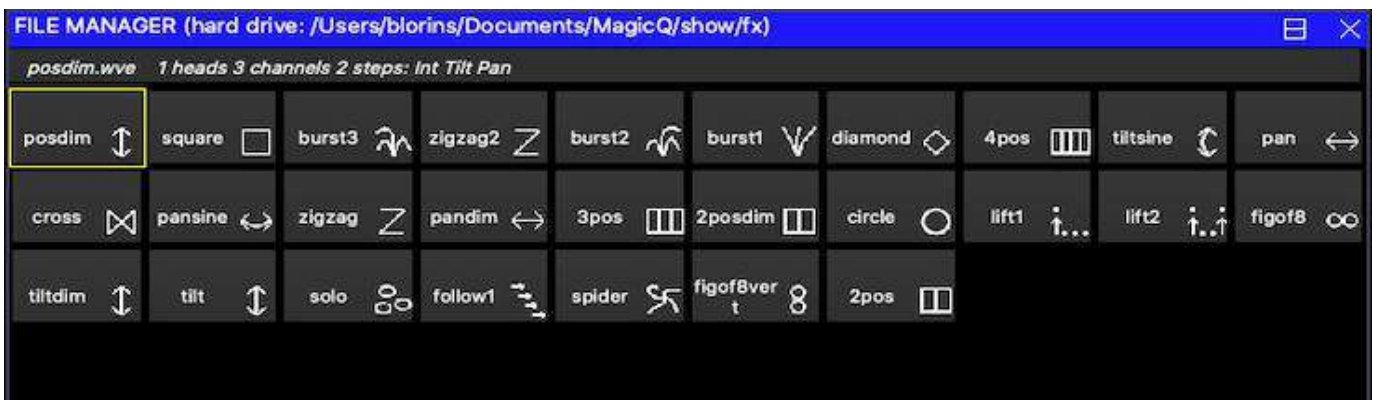 FILE MANAGER (hard drive: /Users/blorins/Documents/MagicQ/show/fx)
posdim.wve 1 heads 3 channels 2 steps: Int Tilt Pan
posdim square burst3 zigzag2 burst2 burst1 diamond 4pos tiltsine pan
cross pansine zigzag pandim 3pos 2posdim circle lift1 lift2 figof8
tiltdim tilt solo follow1 spider figof8ver
t 2pos